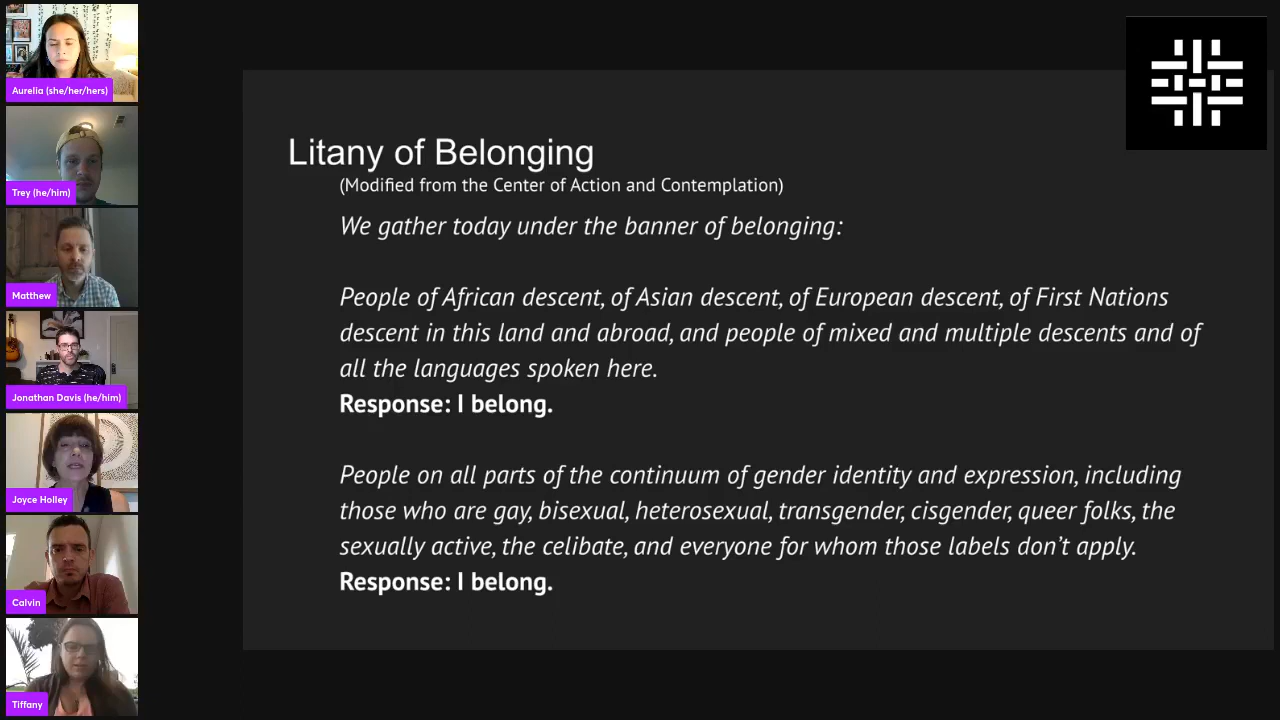 Aurelia (she/her/hers)
Trey (he/him)
Matthew
Jonathan Davis (he/him)
Joyce Holley
Calvin
Tiffany
Litany of Belonging
(Modified from the Center of Action and Contemplation)
We gather today under the banner of belonging:
People of African descent, of Asian descent, of European descent, of First Nations
descent in this land and abroad, and people of mixed and multiple descents and of
all the languages spoken here.
Response: I belong.
People on all parts of the continuum of gender identity and expression, including
those who are gay, bisexual, heterosexual, transgender, cisgender, queer folks, the
sexually active, the celibate, and everyone for whom those labels don’t apply.
Response: I belong.